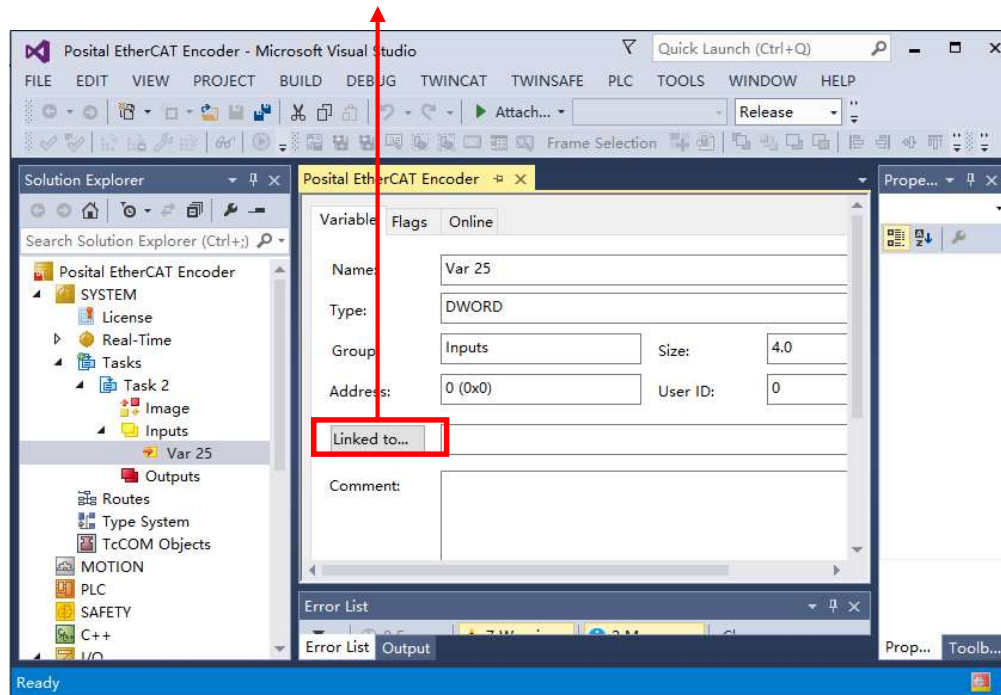 Posital EtherCAT Encoder - Microsoft Visual Studio
Quick Launch (Ctrl+Q)
FILE EDIT VIEW PROJECT BUILD DEBUG TWINCAT TWINSAFE PLC TOOLS WINDOW HELP
Attach... Release
Frame Selection
Solution Explorer
Search Solution Explorer (Ctrl+;)
Posital EtherCAT Encoder
SYSTEM
License
Real-Time
Tasks
Task 2
Image
Inputs
Var 25
Outputs
Routes
Type System
TcCOM Objects
MOTION
PLC
SAFETY
C++
I/O
Posital EtherCAT Encoder
Variable Flags Online
Name: Var 25
Type: DWORD
Group: Inputs Size: 4.0
Address: 0 (0x0) User ID: 0
Linked to...
Comment:
Error List
Error List Output
Prope...
Prop... Toolb...
Ready